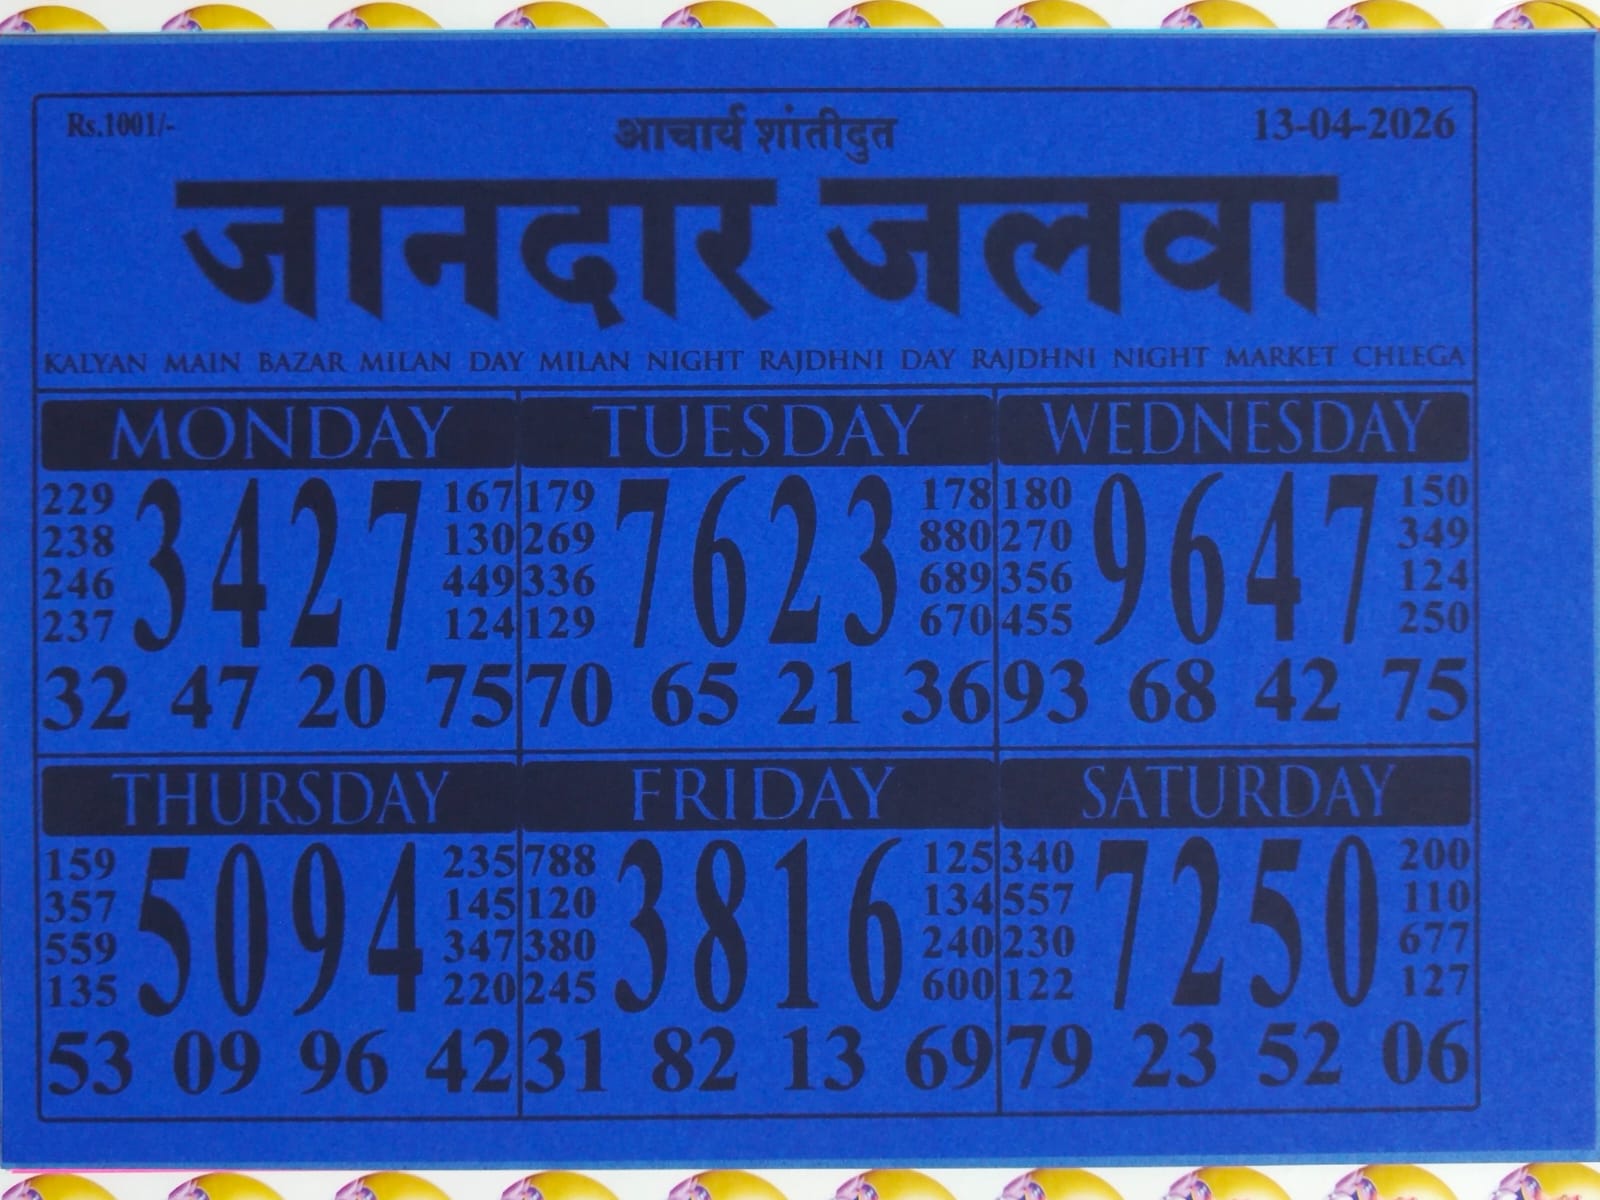 Rs.1001/- आचार्य शांतीदुत 13-04-2026
जानदार जलवा
KALYAN MAIN BAZAR MILAN DAY MILAN NIGHT RAJDHNI DAY RAJDHNI NIGHT MARKET CHLEGA
MONDAY TUESDAY WEDNESDAY
229 3427 167 179 7623 178 180 9647 150
238 130 269 880 270 349
246 449 336 689 356 124
237 124 129 670 455 250
32 47 20 75 70 65 21 36 93 68 42 75
THURSDAY FRIDAY SATURDAY
159 5094 235 788 3816 125 340 7250 200
357 145 120 134 557 110
559 347 380 240 230 677
135 220 245 600 122 127
53 09 96 42 31 82 13 69 79 23 52 06